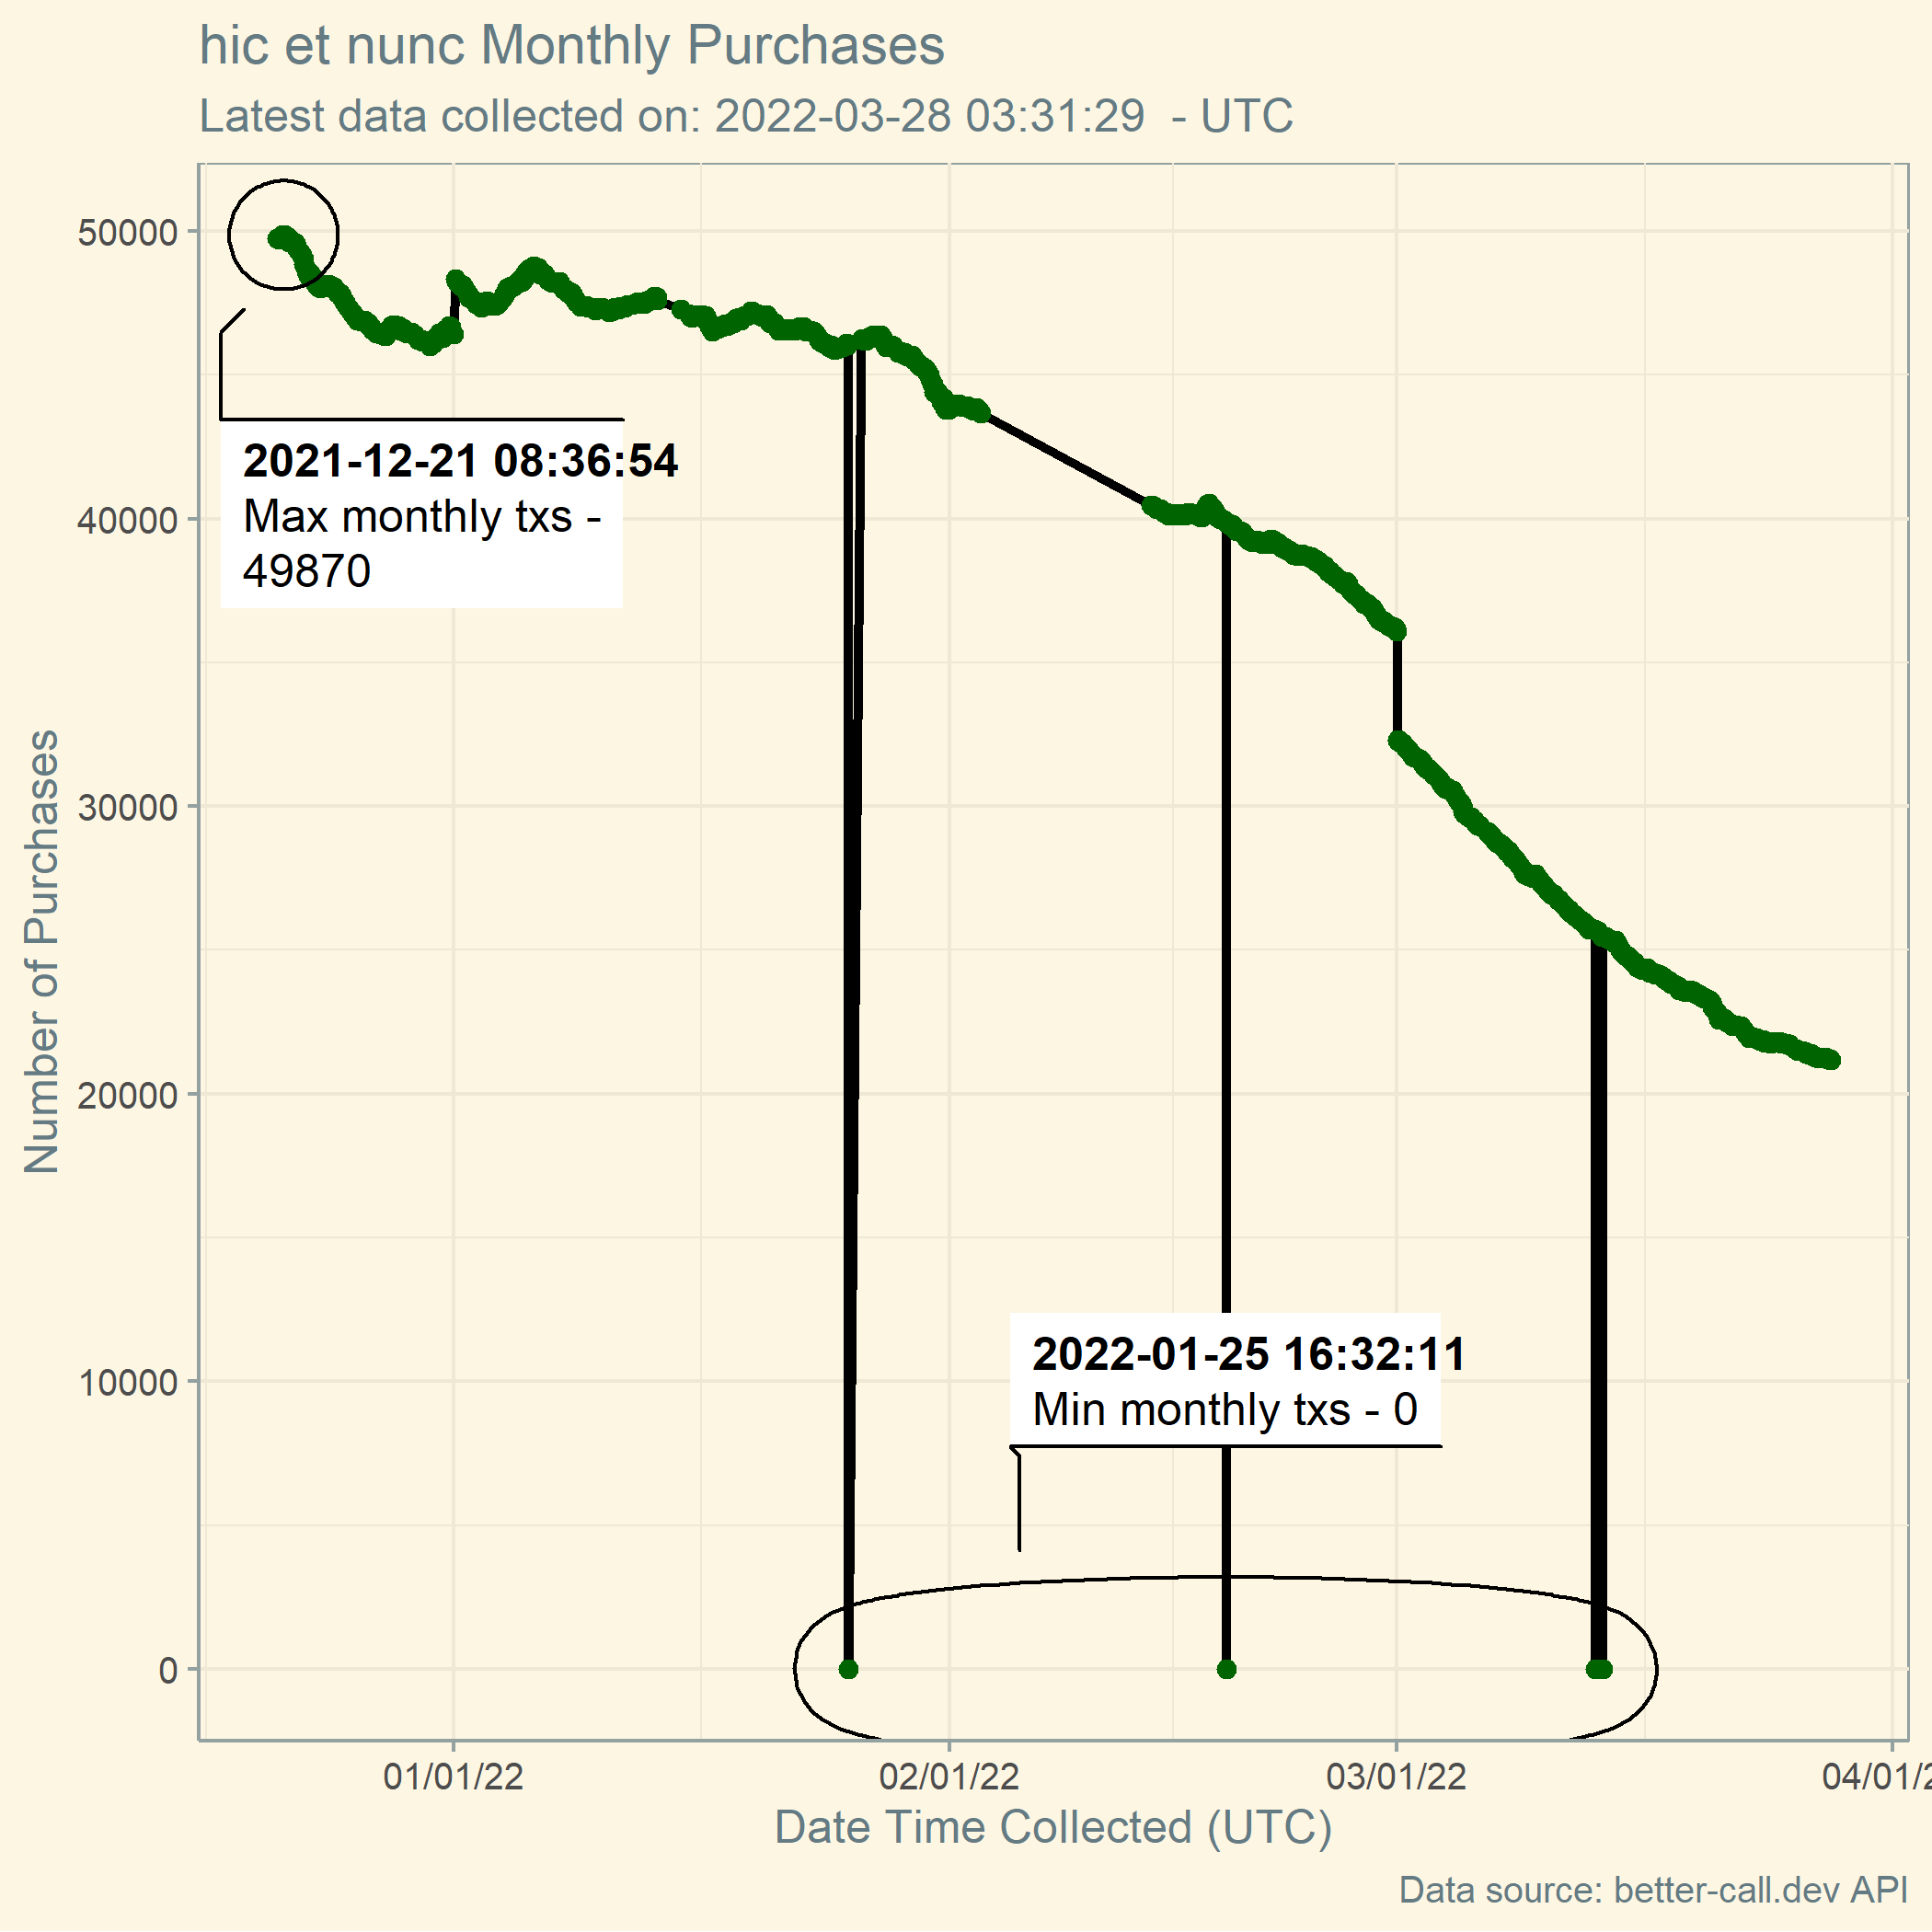 hic et nunc Monthly Purchases
Latest data collected on: 2022-03-28 03:31:29  - UTC
50000
40000
30000
20000
10000
0
Number of Purchases
2021-12-21 08:36:54
Max monthly txs -
49870
2022-01-25 16:32:11
Min monthly txs - 0
01/01/22
02/01/22
03/01/22
04/01/2
Date Time Collected (UTC)
Data source: better-call.dev API